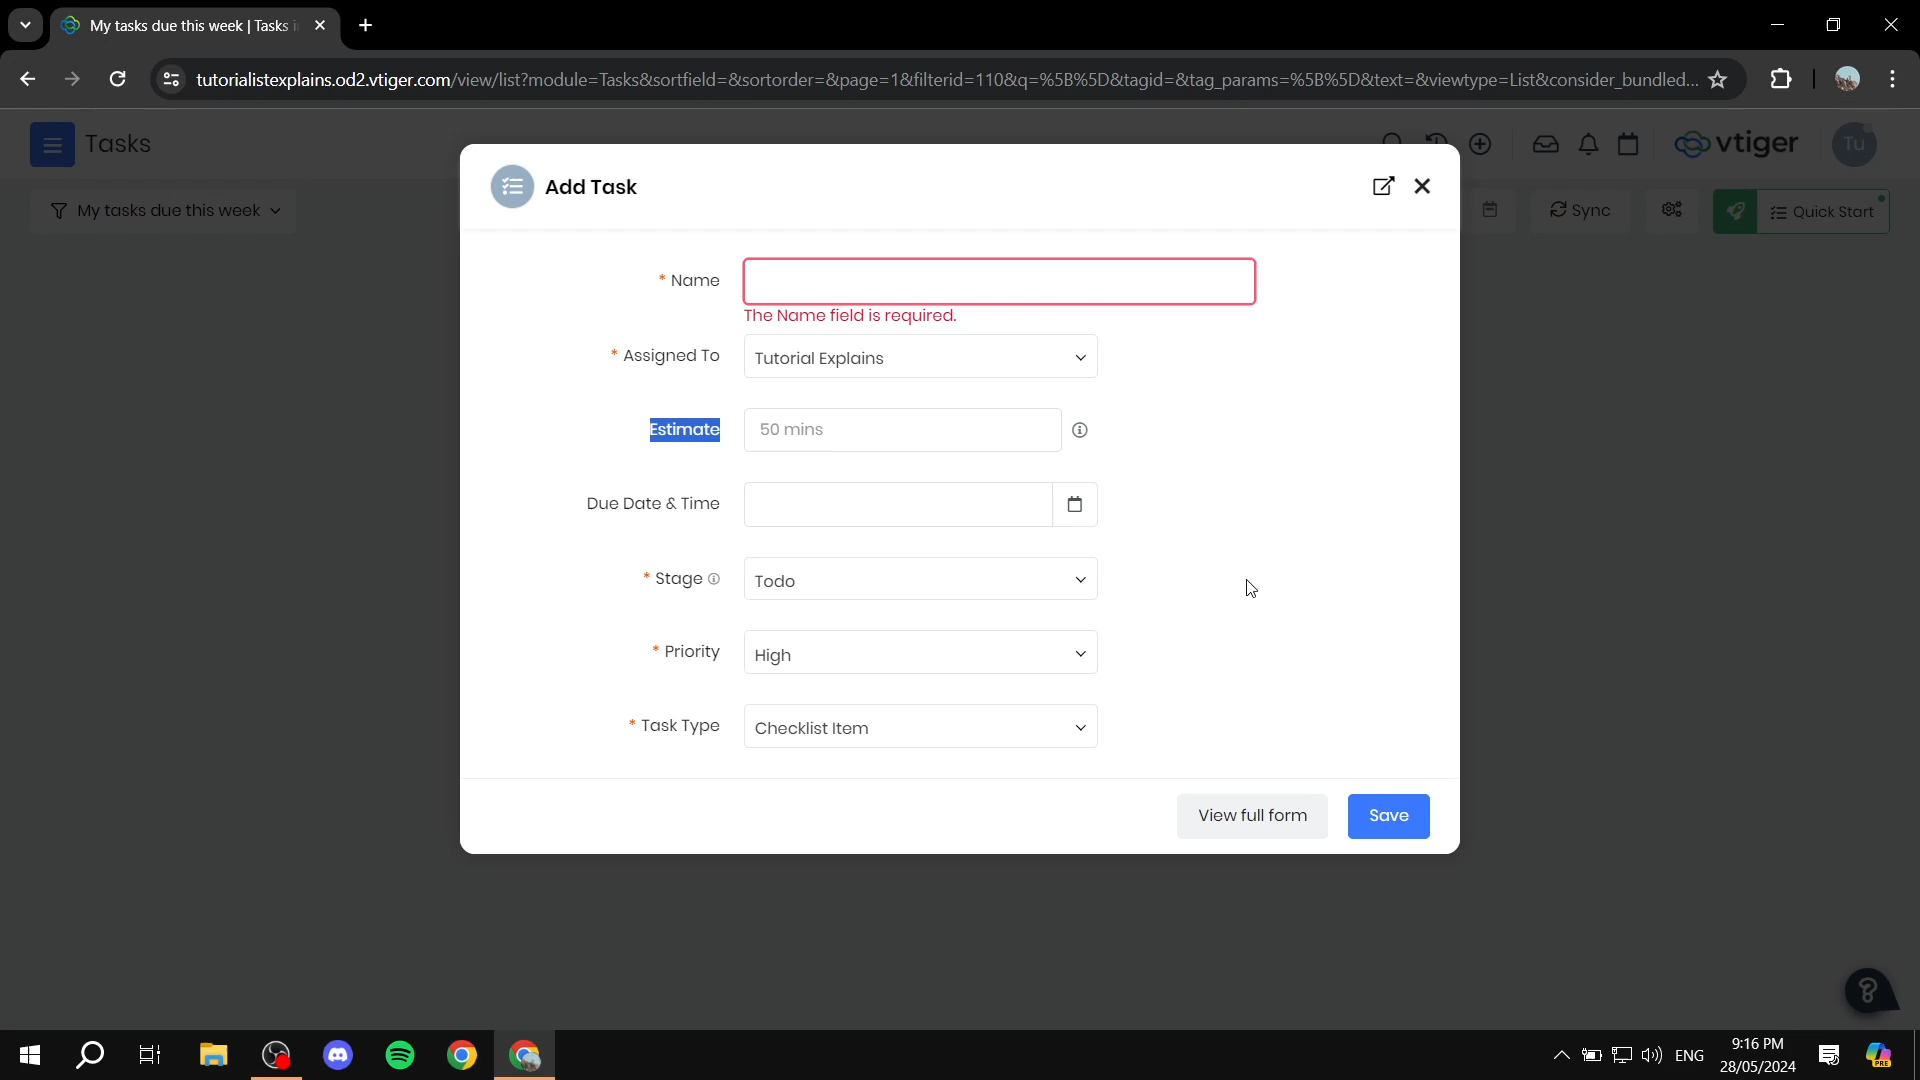 My tasks due this week | Tasks i
tutorialistexplains.od2.vtiger.com/view/list?module=Tasks&sortfield=&sortorder=&page=1&filterid=110&q=%5B%5D&tagid=&tag_params=%5B%5D&text=&viewtype=List&consider_bundled...
Tasks
vtiger
Tu
My tasks due this week
Sync
Quick Start
Add Task
* Name
The Name field is required.
* Assigned To
Tutorial Explains
Estimate
50 mins
Due Date & Time
* Stage
Todo
* Priority
High
* Task Type
Checklist Item
View full form
Save
ENG
9:16 PM
28/05/2024
PRE